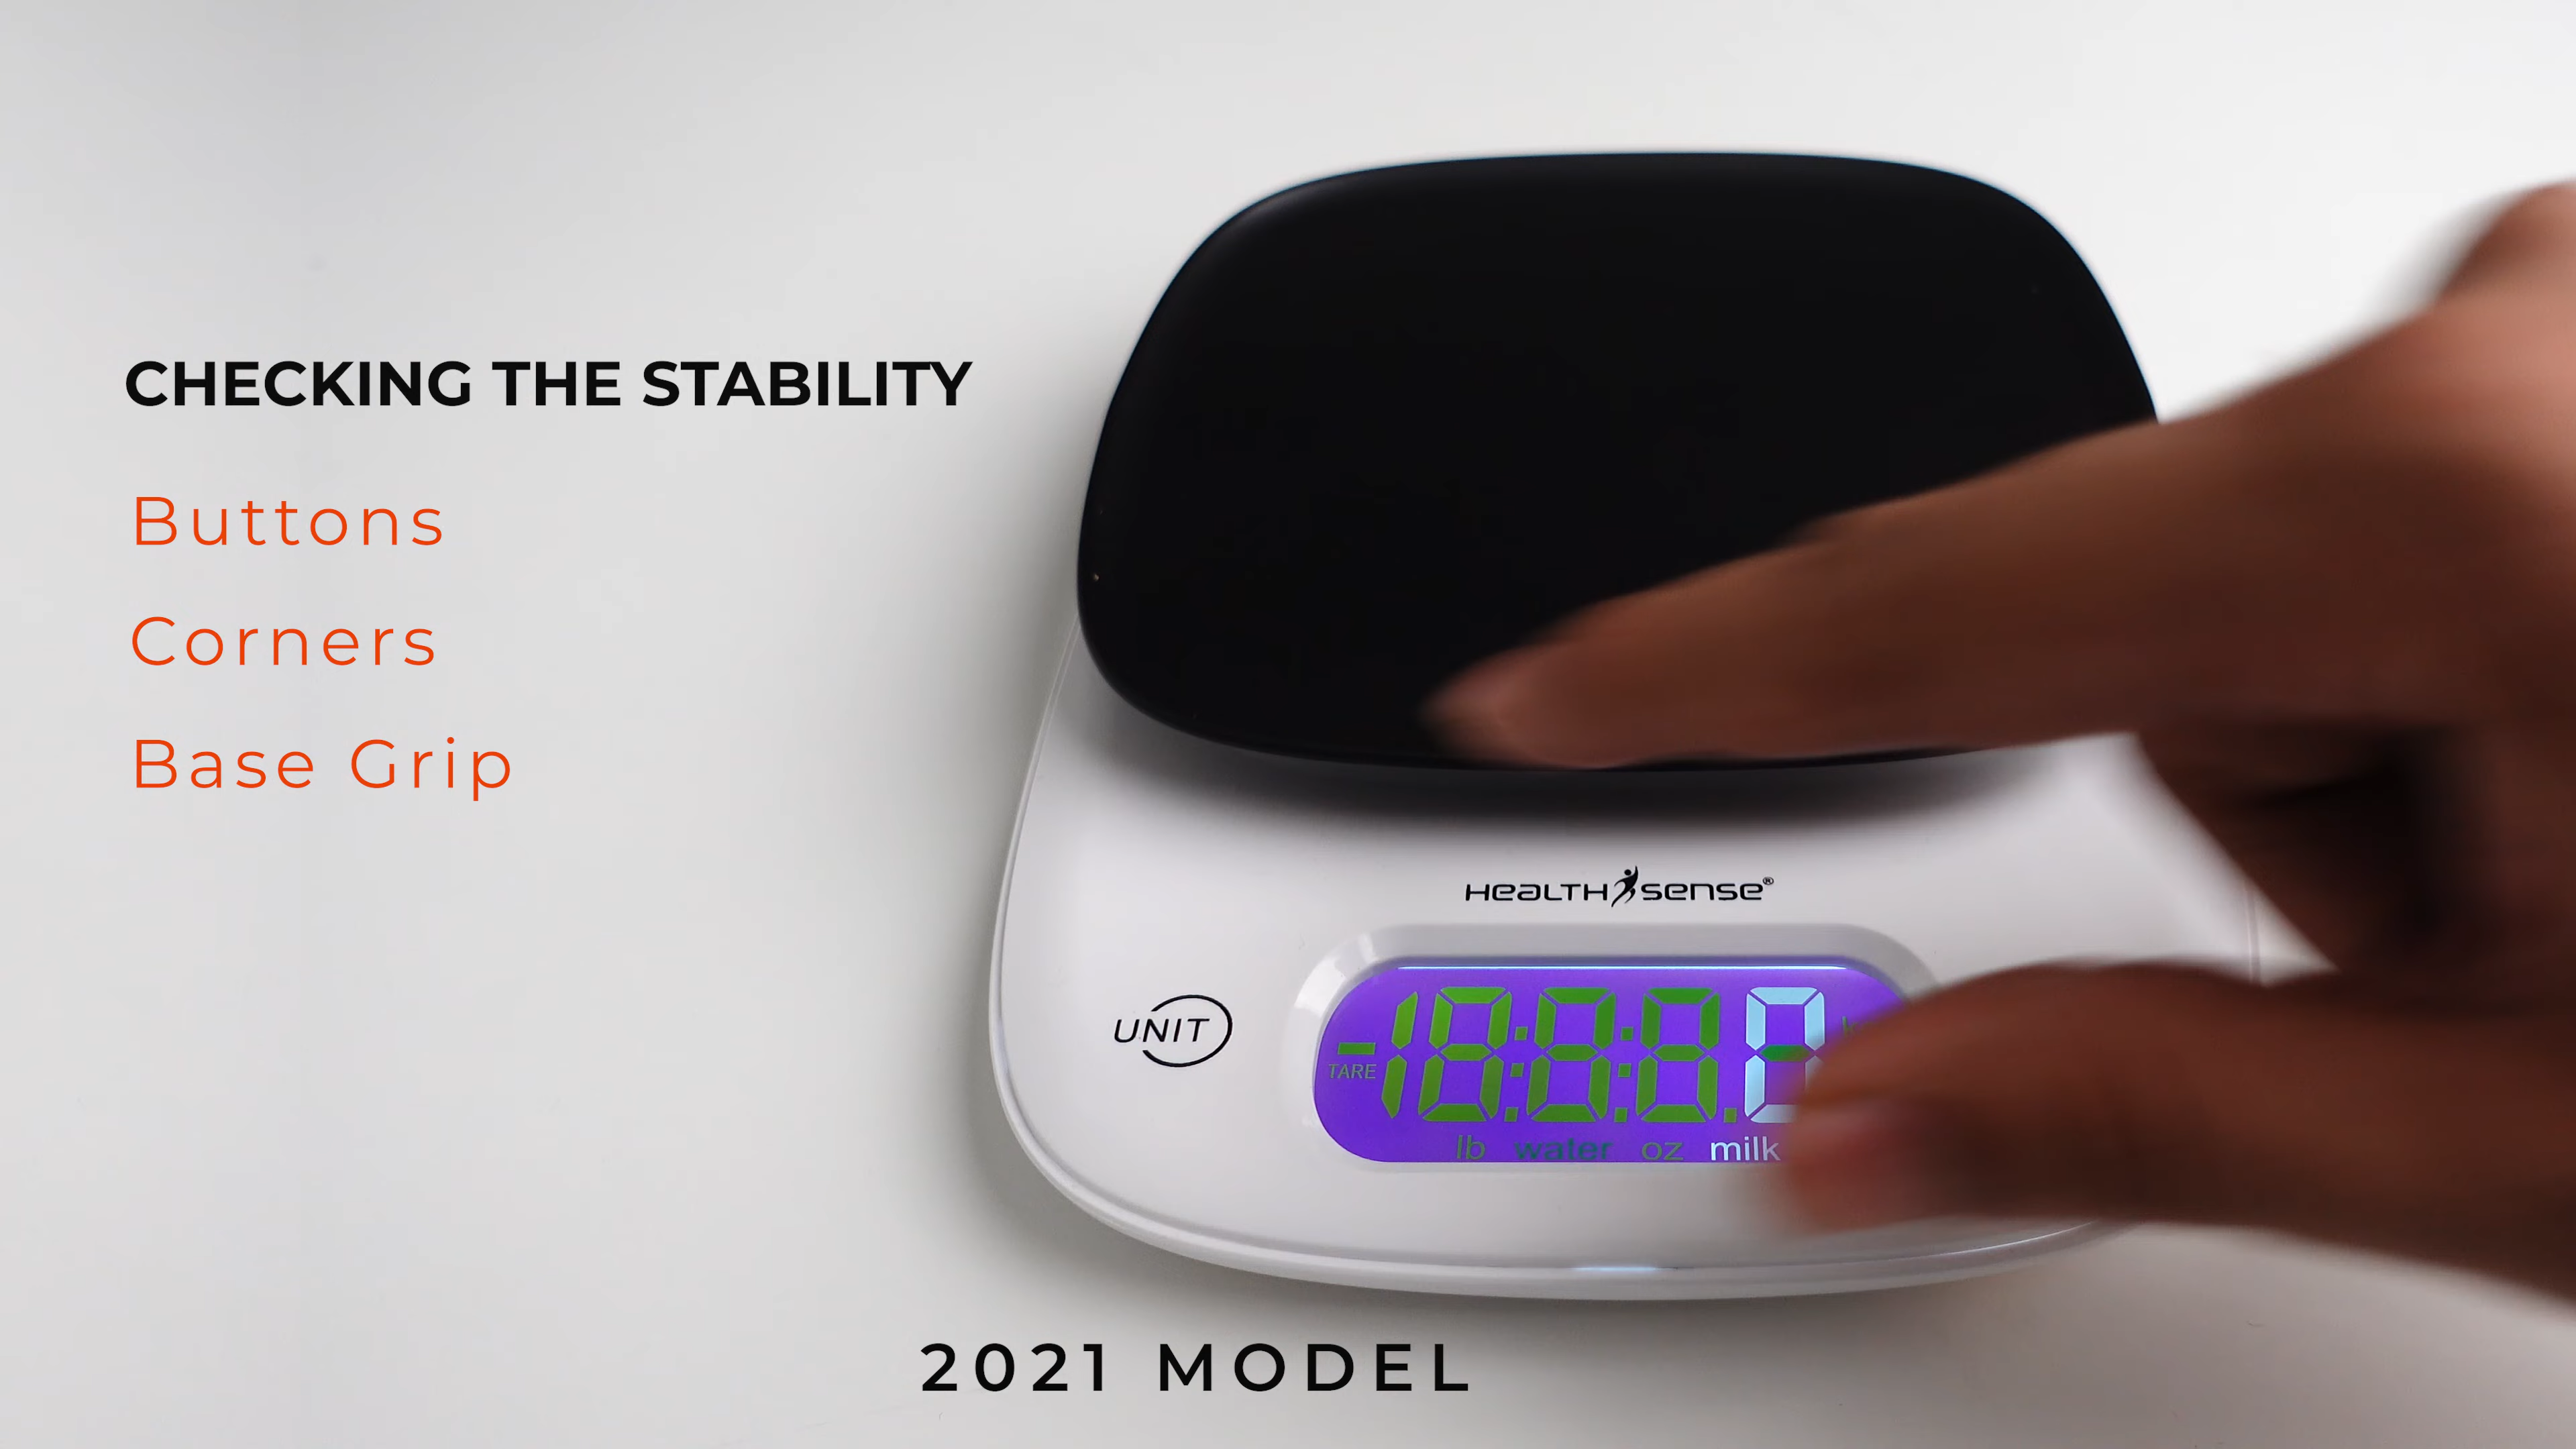 CHECKING THE STABILITY
Buttons
Corners
Base Grip
HEALTH sense®
UNIT
-18:8:8.0
TARE
lb water oz milk
2021 MODEL